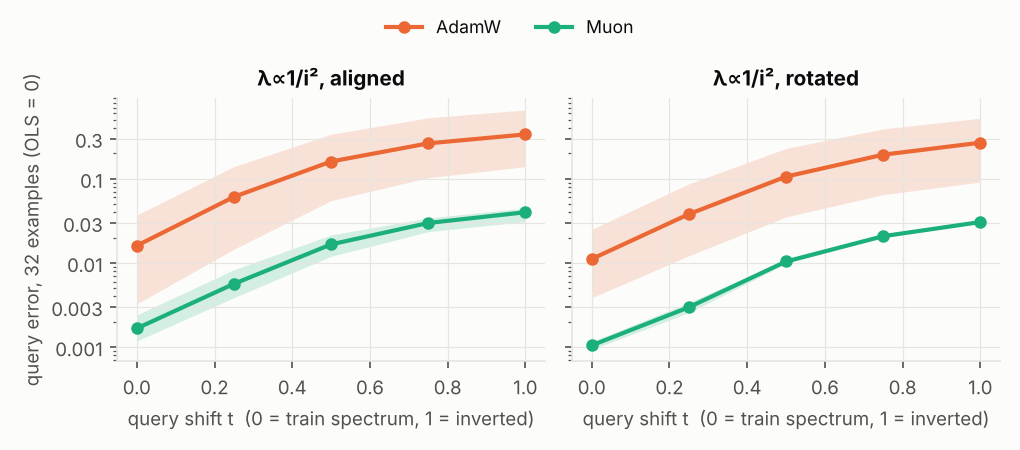 AdamW
Muon
λ∝1/i², aligned
λ∝1/i², rotated
query error, 32 examples (OLS = 0)
0.3
0.1
0.03
0.01
0.003
0.001
0.0 0.2 0.4 0.6 0.8 1.0
0.0 0.2 0.4 0.6 0.8 1.0
query shift t (0 = train spectrum, 1 = inverted)
query shift t (0 = train spectrum, 1 = inverted)